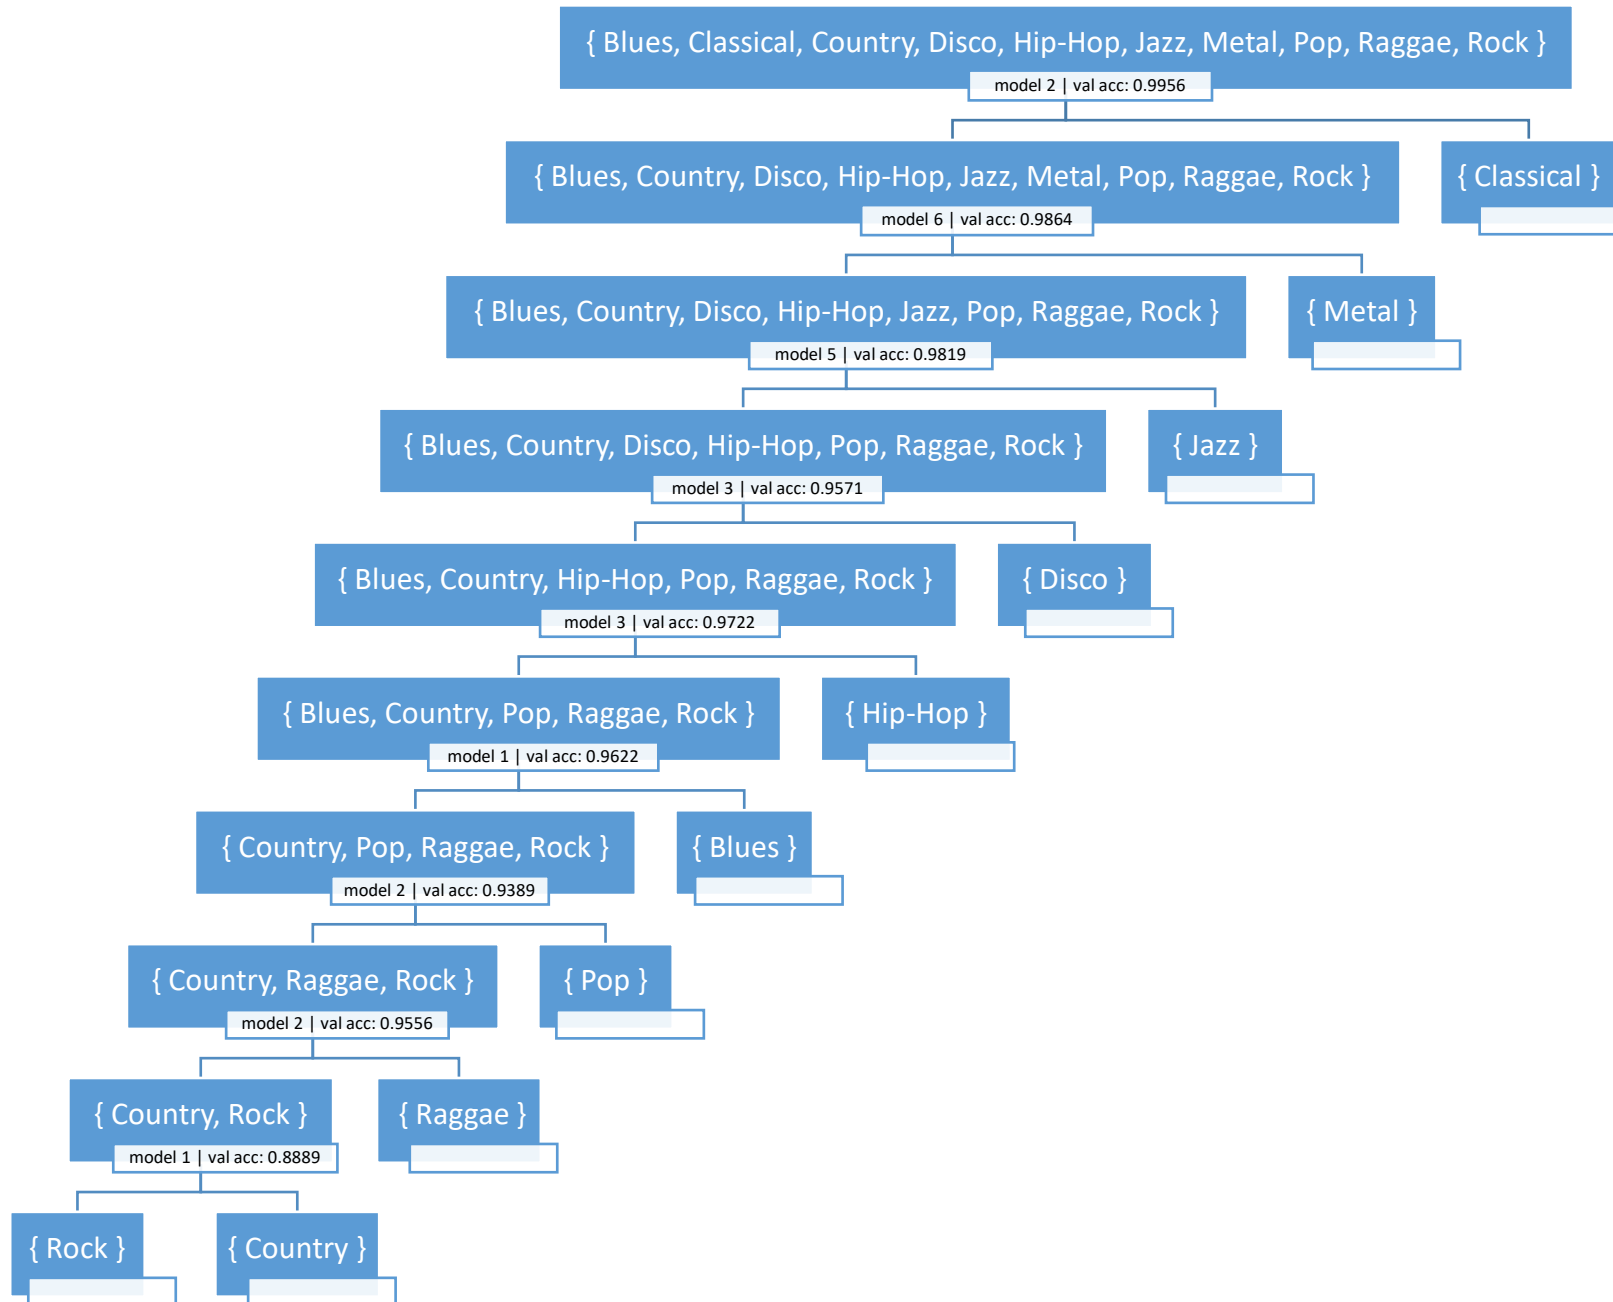 { Blues, Classical, Country, Disco, Hip-Hop, Jazz, Metal, Pop, Raggae, Rock }
model 2 | val acc: 0.9956
{ Blues, Country, Disco, Hip-Hop, Jazz, Metal, Pop, Raggae, Rock }
{ Classical }
model 6 | val acc: 0.9864
{ Blues, Country, Disco, Hip-Hop, Jazz, Pop, Raggae, Rock }
{ Metal }
model 5 | val acc: 0.9819
{ Blues, Country, Disco, Hip-Hop, Pop, Raggae, Rock }
{ Jazz }
model 3 | val acc: 0.9571
{ Blues, Country, Hip-Hop, Pop, Raggae, Rock }
{ Disco }
model 3 | val acc: 0.9722
{ Blues, Country, Pop, Raggae, Rock }
{ Hip-Hop }
model 1 | val acc: 0.9622
{ Country, Pop, Raggae, Rock }
{ Blues }
model 2 | val acc: 0.9389
{ Country, Raggae, Rock }
{ Pop }
model 2 | val acc: 0.9556
{ Country, Rock }
{ Raggae }
model 1 | val acc: 0.8889
{ Rock }
{ Country }